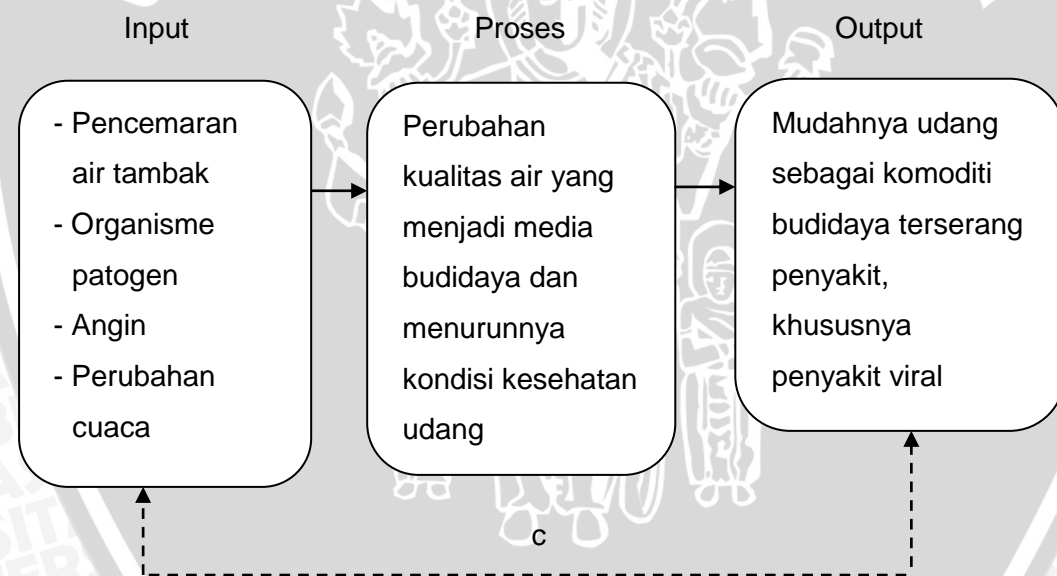 Input
Proses
Output
- Pencemaran
air tambak
- Organisme
patogen
- Angin
- Perubahan
cuaca
Perubahan
kualitas air yang
menjadi media
budidaya dan
menurunnya
kondisi kesehatan
udang
Mudahnya udang
sebagai komoditi
budidaya terserang
penyakit,
khususnya
penyakit viral
c